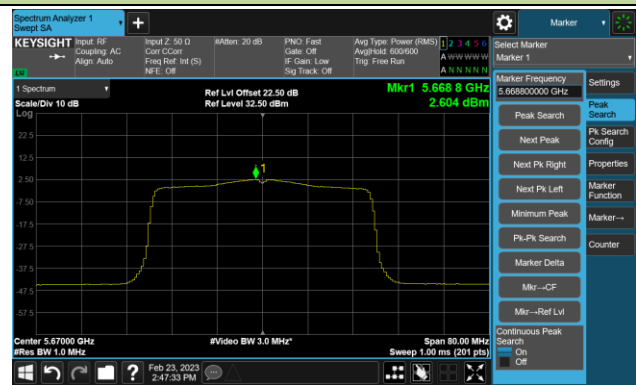 Spectrum Analyzer 1
Swept SA
Marker
KEYSIGHT
Input: RF
Coupling: AC
Align: Auto
Input Z: 50 Ω
Corr CCorr
Freq Ref: Int (S)
NFE: Off
#Atten: 20 dB
PNO: Fast
Gate: Off
IF Gain: Low
Sig Track: Off
Avg Type: Power (RMS)
Avg|Hold: 600/600
Trig: Free Run
1 2 3 4 5 6
A W W W W W
A N N N N N
Select Marker
Marker 1
LXI
1 Spectrum
Scale/Div 10 dB
Log
Ref Lvl Offset 22.50 dB
Ref Level 32.50 dBm
Mkr1 5.668 8 GHz
2.604 dBm
22.5
12.5
2.50
-7.50
-17.5
-27.5
-37.5
-47.5
-57.5
1
Center 5.67000 GHz
#Res BW 1.0 MHz
#Video BW 3.0 MHz*
Span 80.00 MHz
Sweep 1.00 ms (201 pts)
Marker Frequency
5.668800000 GHz
Peak Search
Next Peak
Next Pk Right
Next Pk Left
Minimum Peak
Pk-Pk Search
Marker Delta
Mkr→CF
Mkr→Ref Lvl
Continuous Peak
Search
On
Off
Settings
Peak
Search
Pk Search
Config
Properties
Marker
Function
Marker→
Counter
?
Feb 23, 2023
2:47:33 PM